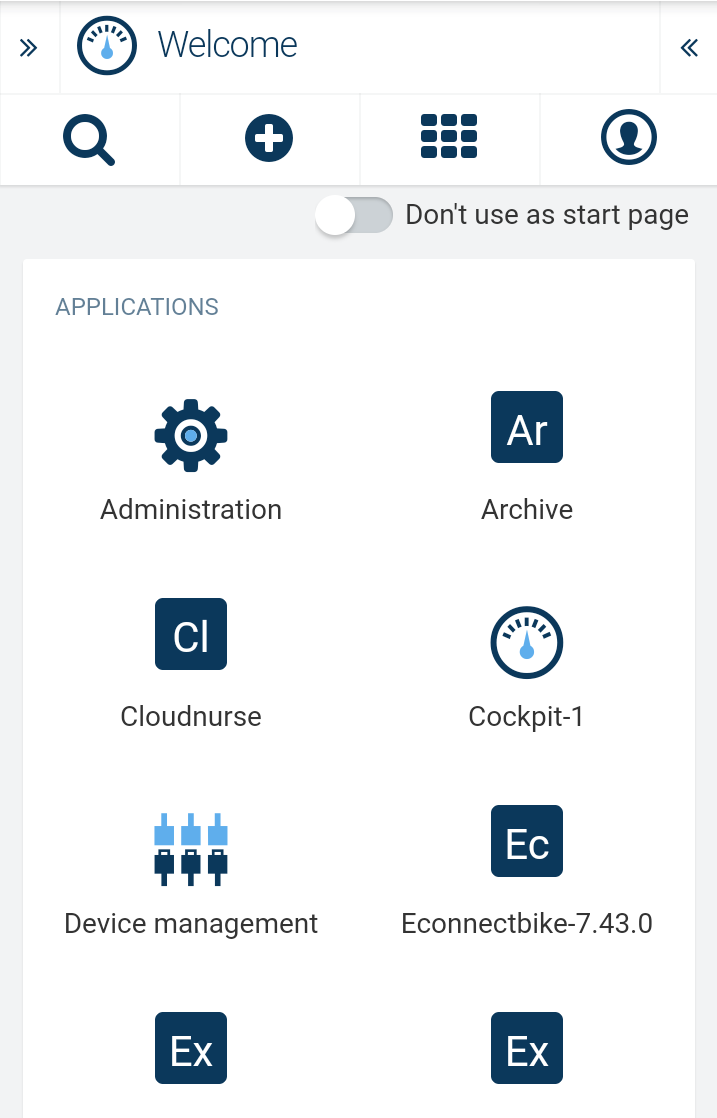 Welcome
Don't use as start page
APPLICATIONS
Ar
Administration
Archive
Cl
Cloudnurse
Cockpit-1
Ec
Device management
Econnectbike-7.43.0
Ex
Ex